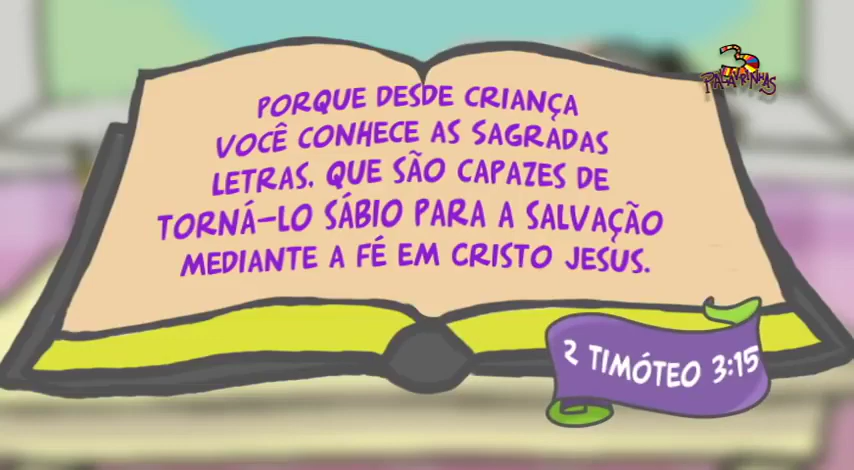 3
PALAVRINHAS
PORQUE DESDE CRIANÇA
VOCÊ CONHECE AS SAGRADAS
LETRAS, QUE SÃO CAPAZES DE
TORNÁ-LO SÁBIO PARA A SALVAÇÃO
MEDIANTE A FÉ EM CRISTO JESUS.
2 TIMÓTEO 3:15